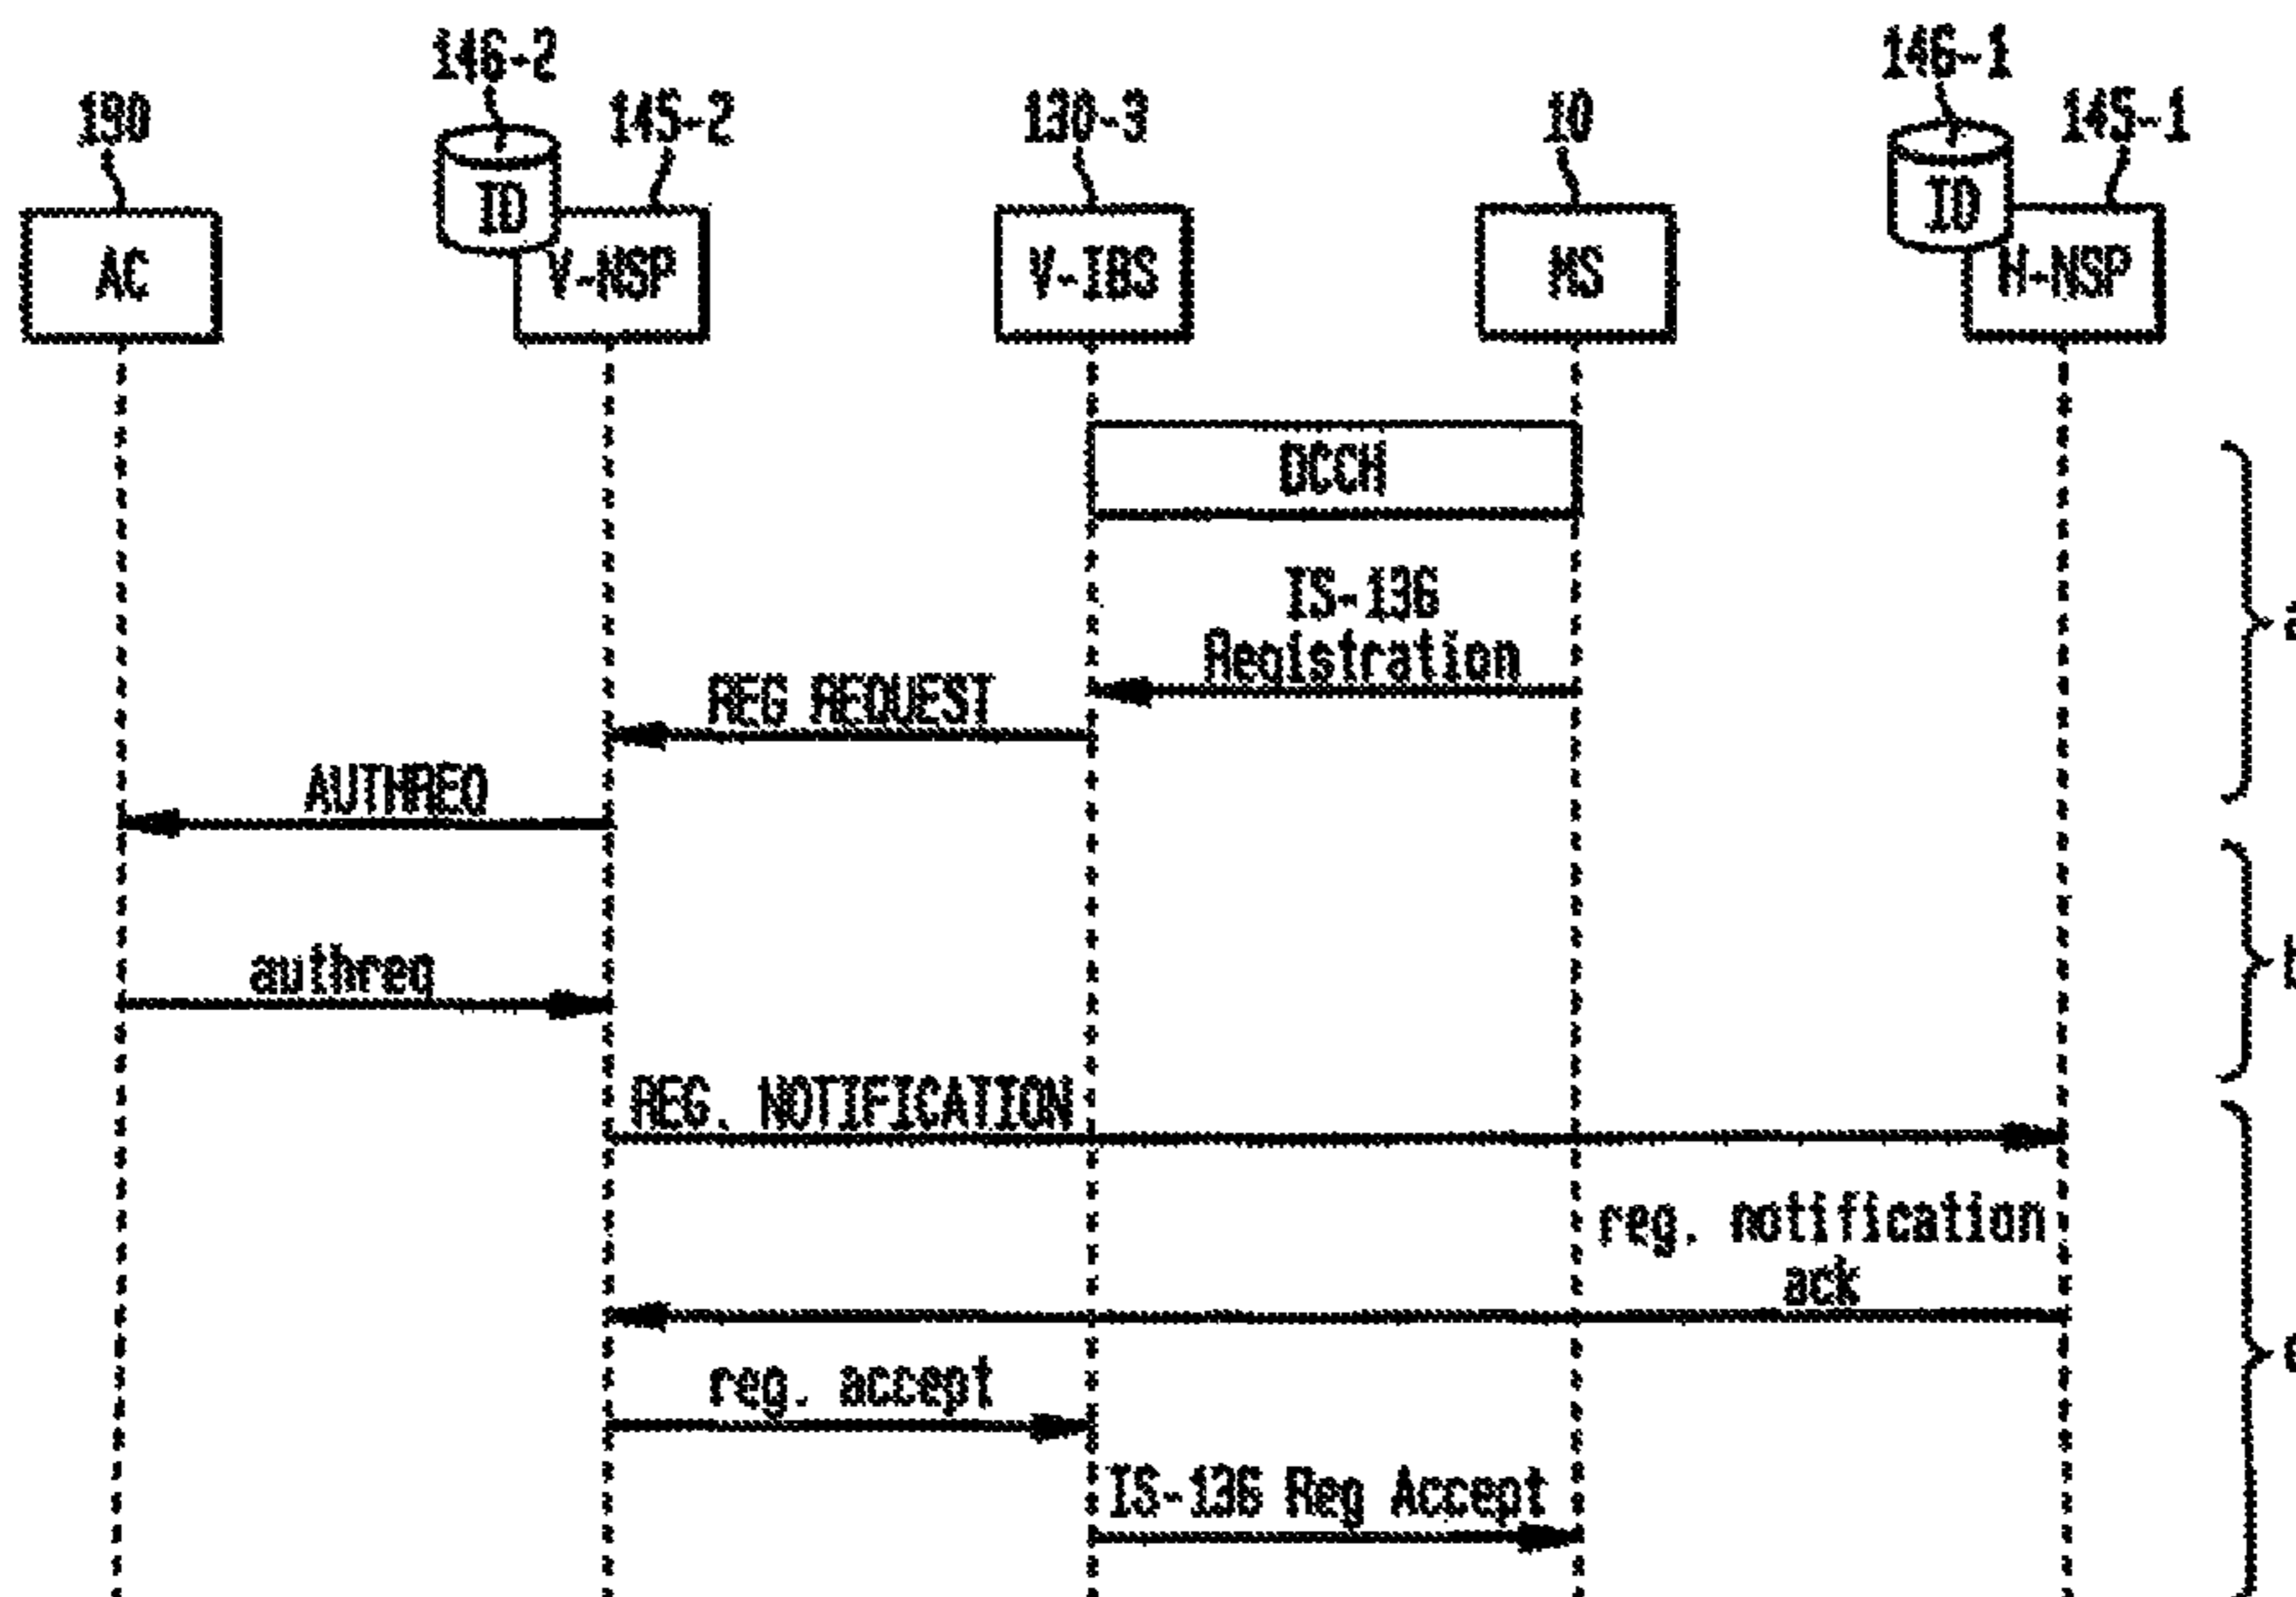 146-2
146-1
190
145-2
130-3
10
145-1
ID
ID
AC
V-NSP
V-IBS
MS
H-NSP
DCCH
IS-136
Registration
REG REQUEST
AUTHREQ
authreq
REG. NOTIFICATION
reg. notification
ack
reg. accept
IS-136 Reg Accept